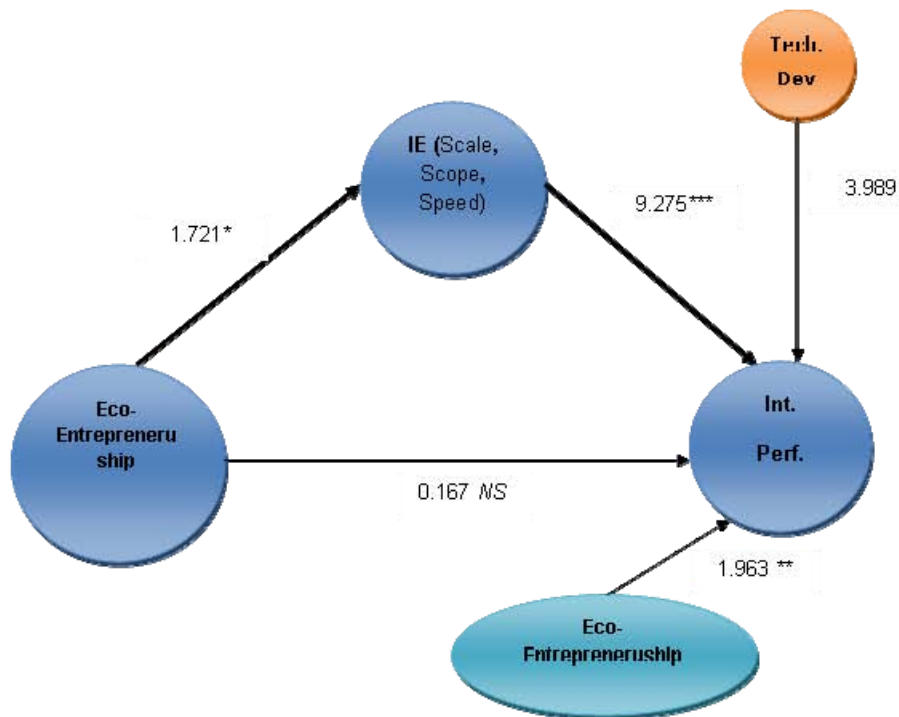 Tech.
Dev
IE (Scale,
Scope,
Speed)
1.721*
9.275***
3.989
Eco-
Entrepreneru
ship
Int.
Perf.
0.167 NS
1.963 **
Eco-
Entrepreneruship